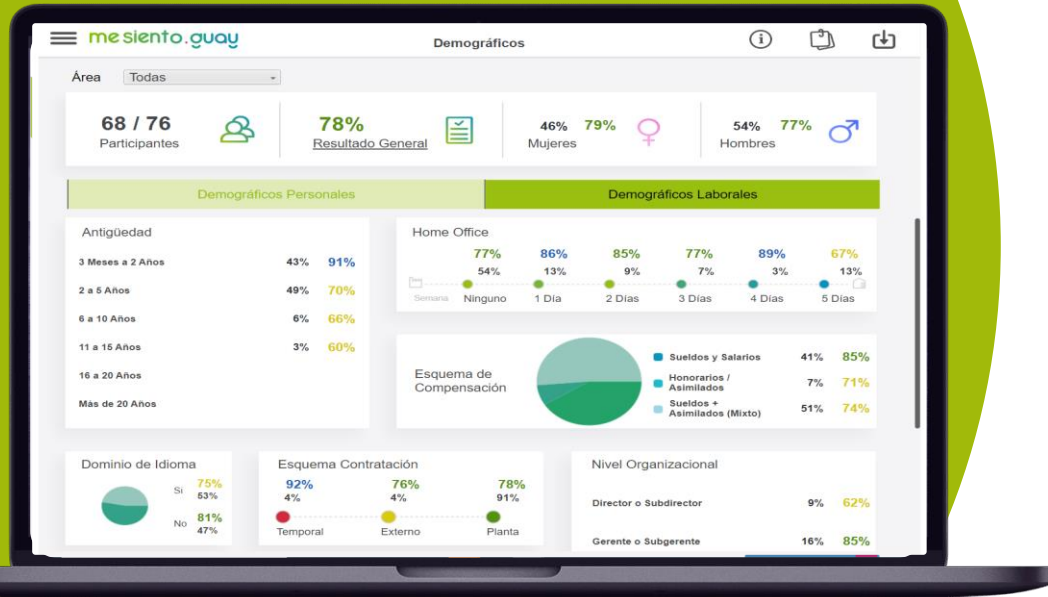 me siento.guay
Demográficos
Área Todas
68 / 76
Participantes
78%
Resultado General
46% 79%
Mujeres
54% 77%
Hombres
Demográficos Personales
Demográficos Laborales
Antigüedad
3 Meses a 2 Años 43% 91%
2 a 5 Años 49% 70%
6 a 10 Años 6% 66%
11 a 15 Años 3% 60%
16 a 20 Años
Más de 20 Años
Home Office
77% 86% 85% 77% 89% 67%
54% 13% 9% 7% 3% 13%
Semana Ninguno 1 Día 2 Días 3 Días 4 Días 5 Días
Esquema de
Compensación
Sueldos y Salarios 41% 85%
Honorarios /
Asimilados 7% 71%
Sueldos +
Asimilados (Mixto) 51% 74%
Dominio de Idioma
Si 75%
53%
No 81%
47%
Esquema Contratación
92% 76% 78%
4% 4% 91%
Temporal Externo Planta
Nivel Organizacional
Director o Subdirector 9% 62%
Gerente o Subgerente 16% 85%